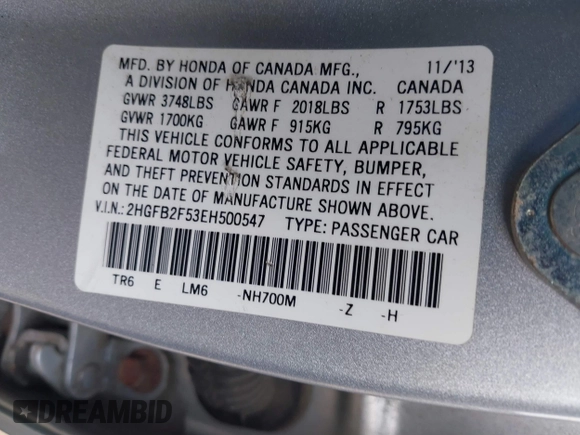 MFD. BY HONDA OF CANADA MFG., 11/'13
A DIVISION OF HONDA CANADA INC. CANADA
GVWR 3748LBS GAWR F 2018LBS R 1753LBS
GVWR 1700KG GAWR F 915KG R 795KG
THIS VEHICLE CONFORMS TO ALL APPLICABLE
FEDERAL MOTOR VEHICLE SAFETY, BUMPER,
AND THEFT PREVENTION STANDARDS IN EFFECT
ON THE DATE OF MANUFACTURE SHOWN ABOVE.
V.I.N.: 2HGFB2F53EH500547 TYPE: PASSENGER CAR
TR6 E LM6 -NH700M -Z -H
DREAMBID